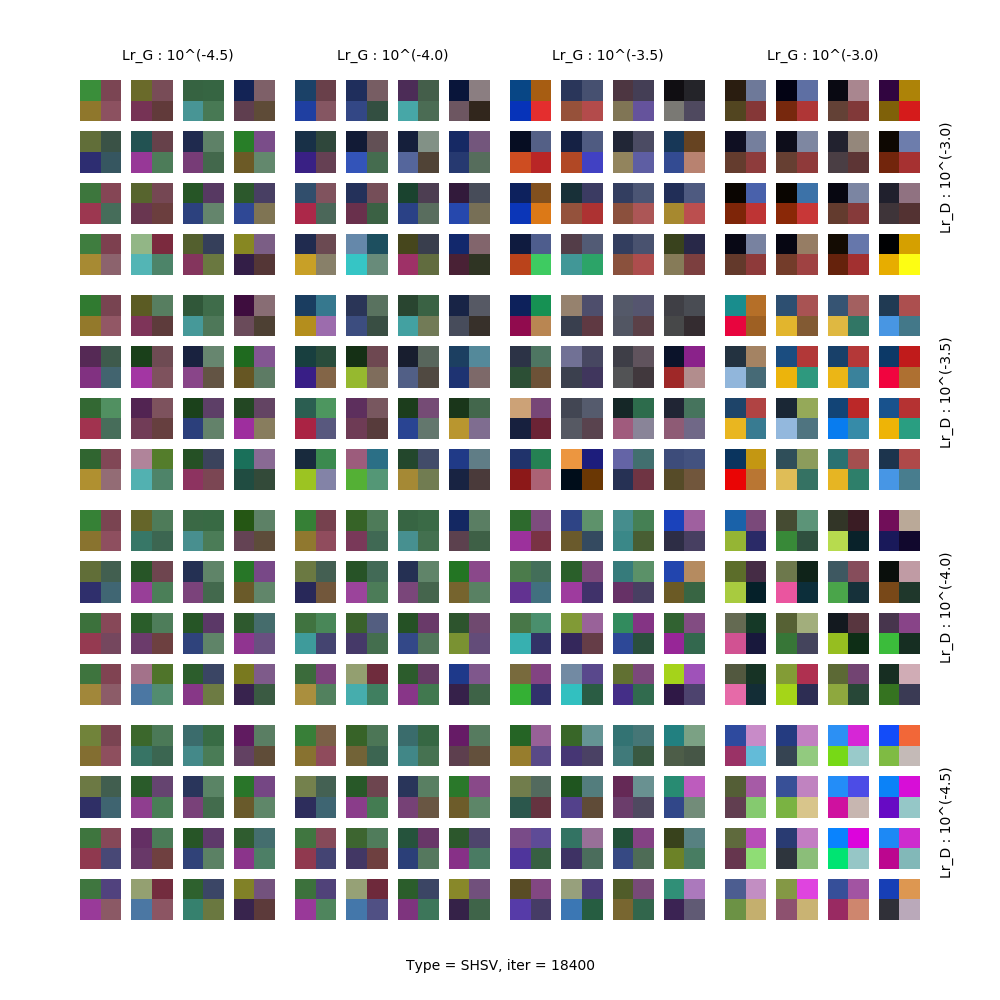 Lr_G : 10^(-4.5)
Lr_G : 10^(-4.0)
Lr_G : 10^(-3.5)
Lr_G : 10^(-3.0)
Lr_D : 10^(-3.0)
Lr_D : 10^(-3.5)
Lr_D : 10^(-4.0)
Lr_D : 10^(-4.5)
Type = SHSV, iter = 18400